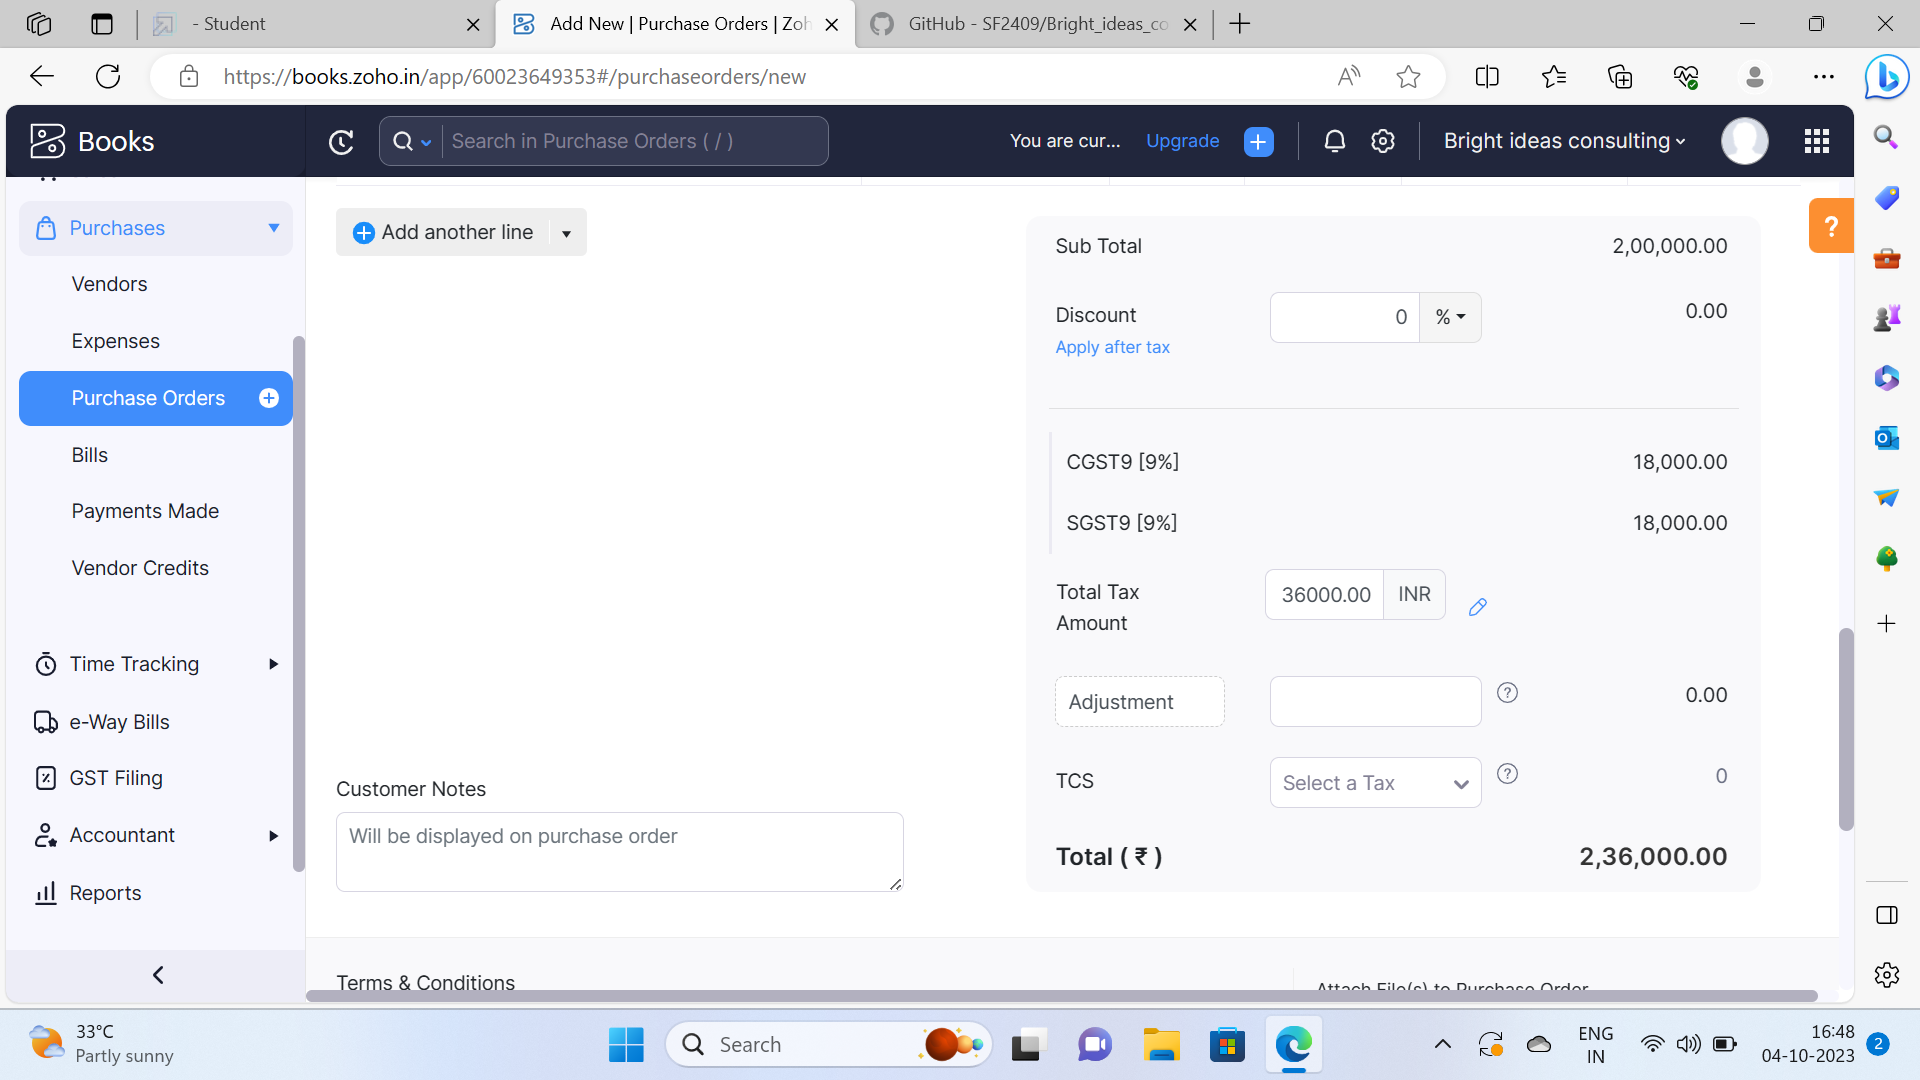 - Student
Add New | Purchase Orders | Zoh
GitHub - SF2409/Bright_ideas_co
https://books.zoho.in/app/60023649353#/purchaseorders/new
Books
Search in Purchase Orders ( / )
You are cur...
Upgrade
Bright ideas consulting
Purchases
Vendors
Expenses
Purchase Orders
Bills
Payments Made
Vendor Credits
Time Tracking
e-Way Bills
GST Filing
Accountant
Reports
Add another line
Sub Total
2,00,000.00
Discount
0
%
0.00
Apply after tax
CGST9 [9%]
18,000.00
SGST9 [9%]
18,000.00
Total Tax
Amount
36000.00
INR
Adjustment
0.00
TCS
Select a Tax
0
Total ( ₹ )
2,36,000.00
?
Customer Notes
Will be displayed on purchase order
Terms & Conditions
Attach File(s) to Purchase Order
33°C
Partly sunny
Search
ENG
IN
16:48
04-10-2023
2